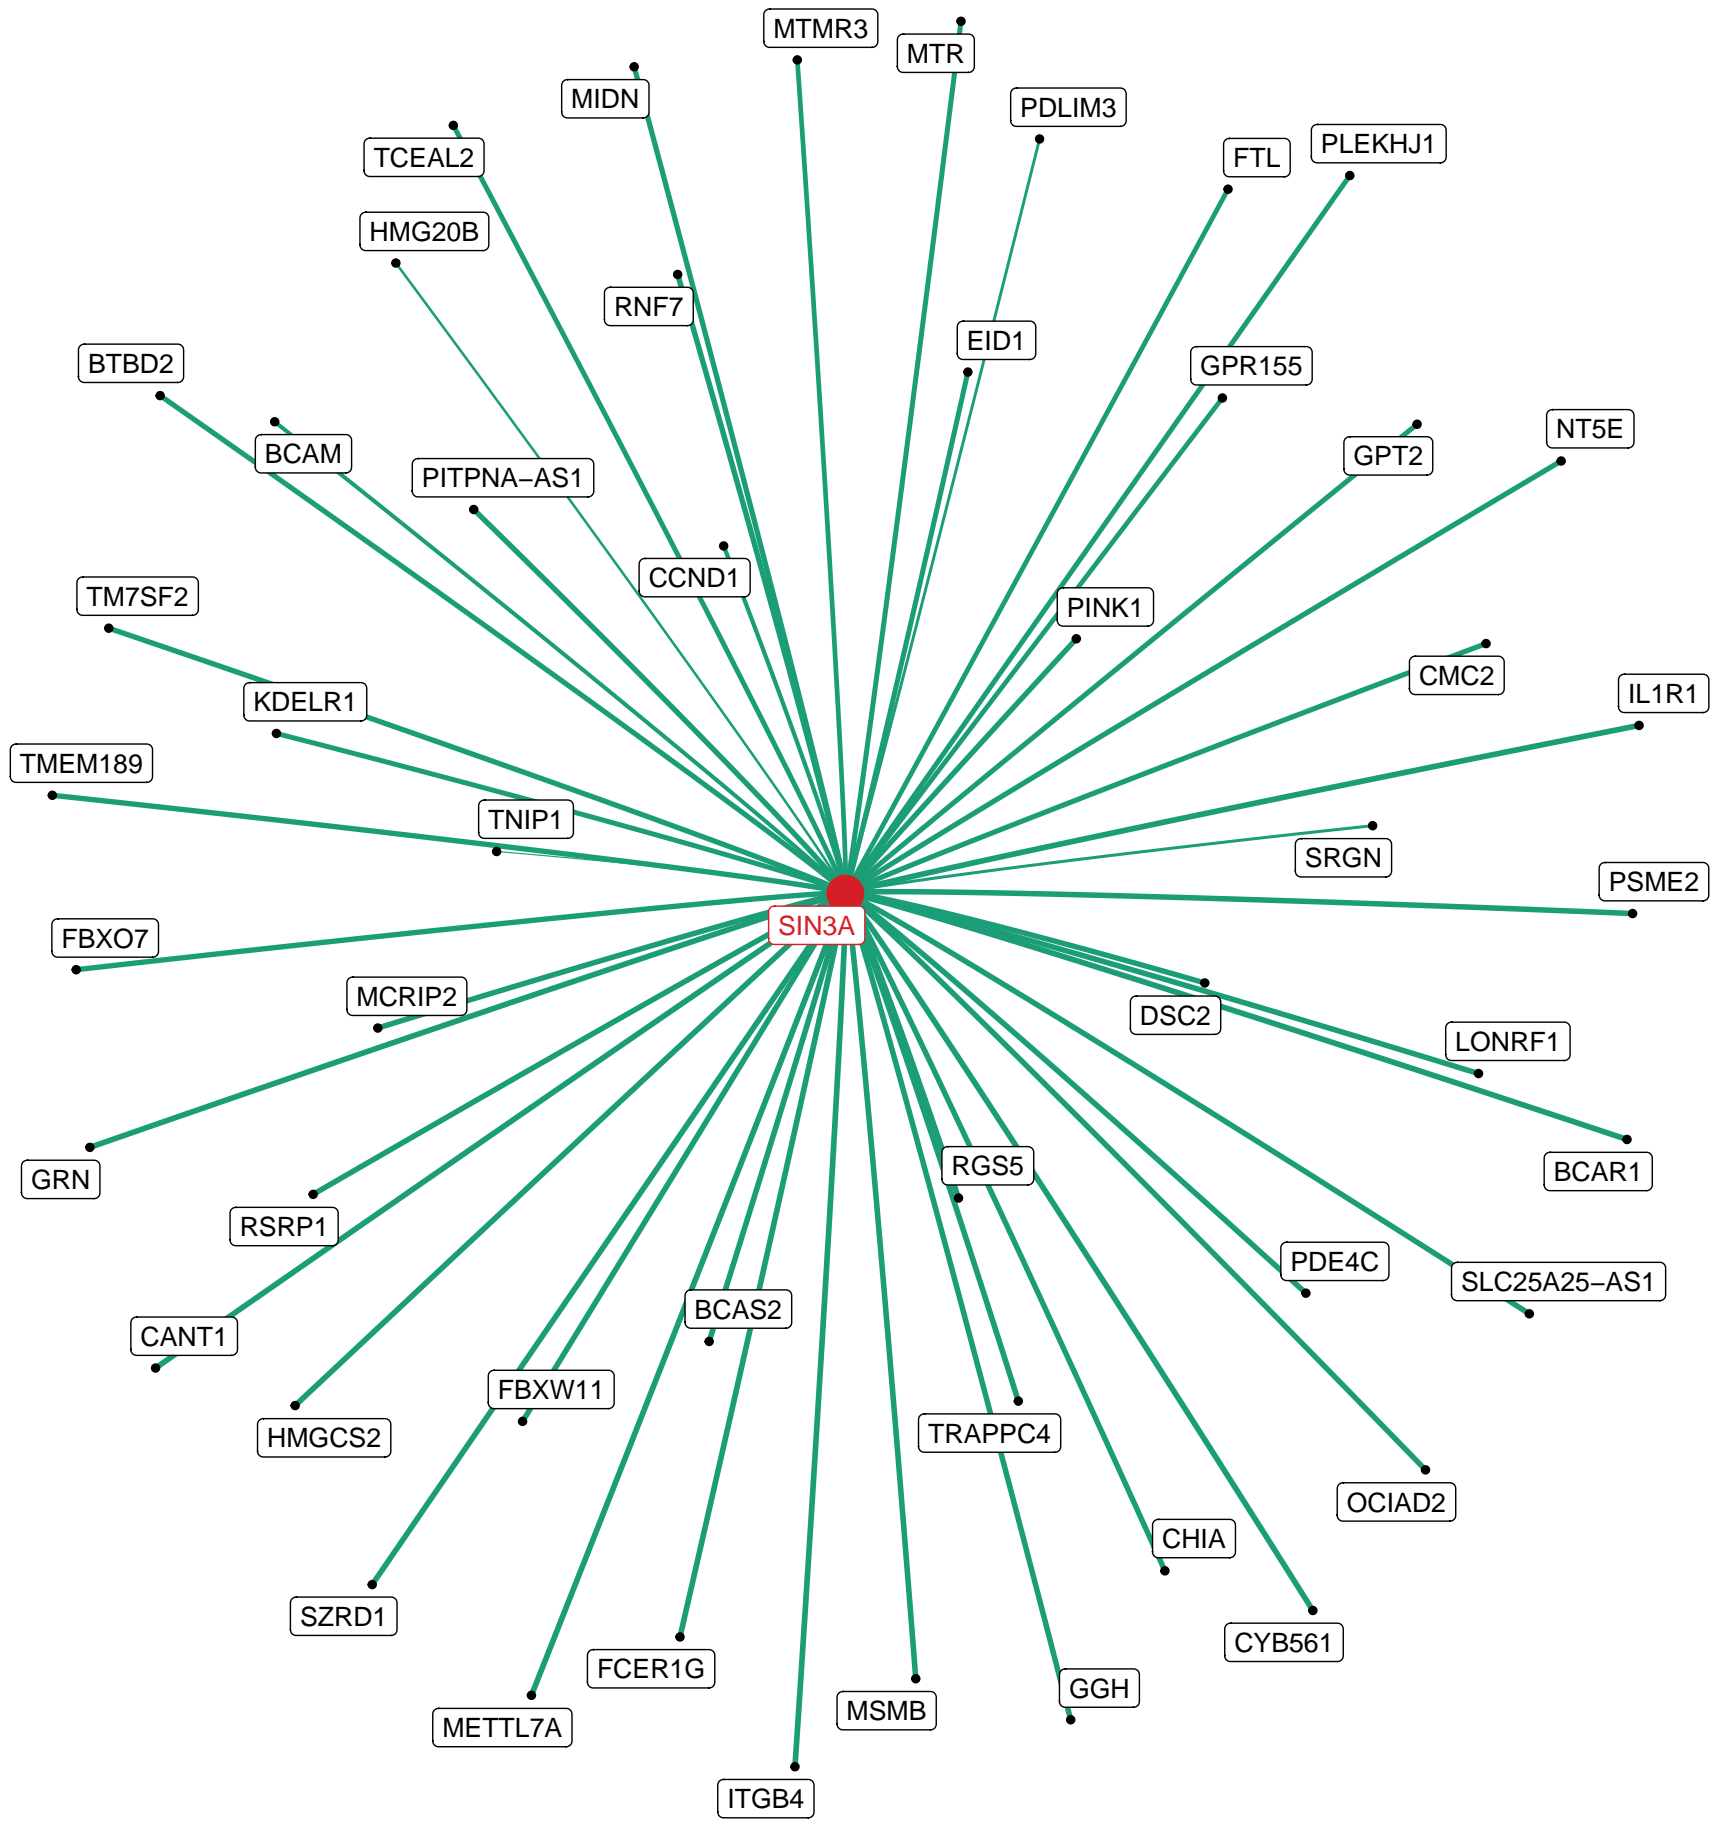 MTMR3
MTR
MIDN
PDLIM3
PLEKHJ1
TCEAL2
FTL
HMG20B
RNF7
EID1
BTBD2
GPR155
NT5E
BCAM
GPT2
PITPNA−AS1
CCND1
TM7SF2
PINK1
CMC2
IL1R1
KDELR1
TMEM189
TNIP1
SRGN
PSME2
SIN3A
FBXO7
MCRIP2
DSC2
LONRF1
RGS5
BCAR1
GRN
RSRP1
PDE4C
SLC25A25−AS1
BCAS2
CANT1
FBXW11
TRAPPC4
HMGCS2
OCIAD2
CHIA
SZRD1
CYB561
FCER1G
GGH
MSMB
METTL7A
ITGB4